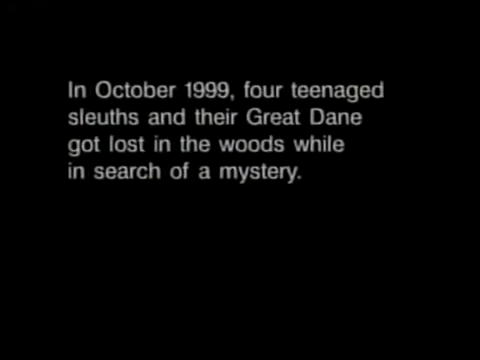 In October 1999, four teenaged
sleuths and their Great Dane
got lost in the woods while
in search of a mystery.